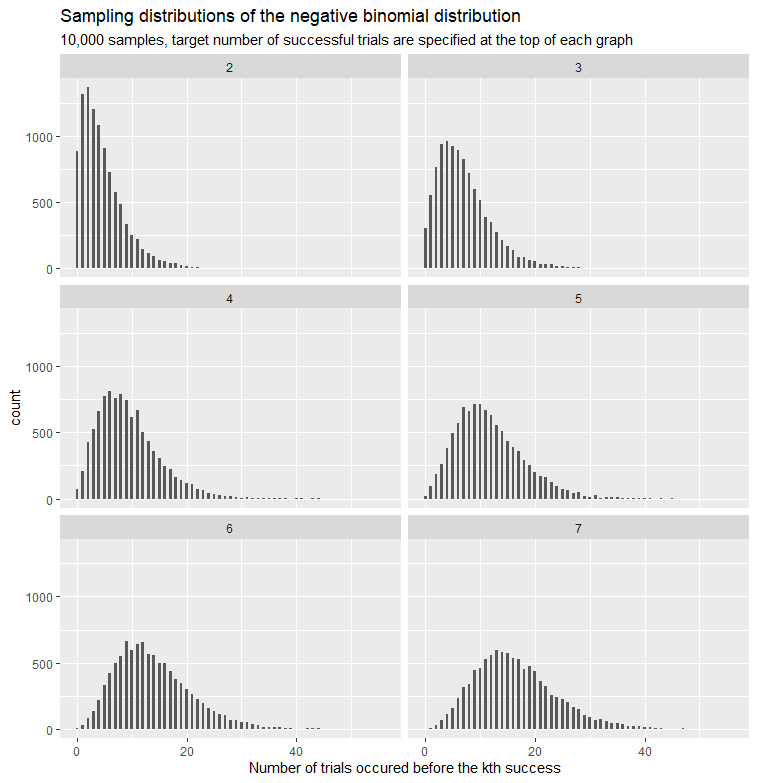 Sampling distributions of the negative binomial distribution
10,000 samples, target number of successful trials are specified at the top of each graph
2 3
1000
500
0
4 5
count
1000
500
0
6 7
1000
500
0
0 20 40 0 20 40
Number of trials occured before the kth success